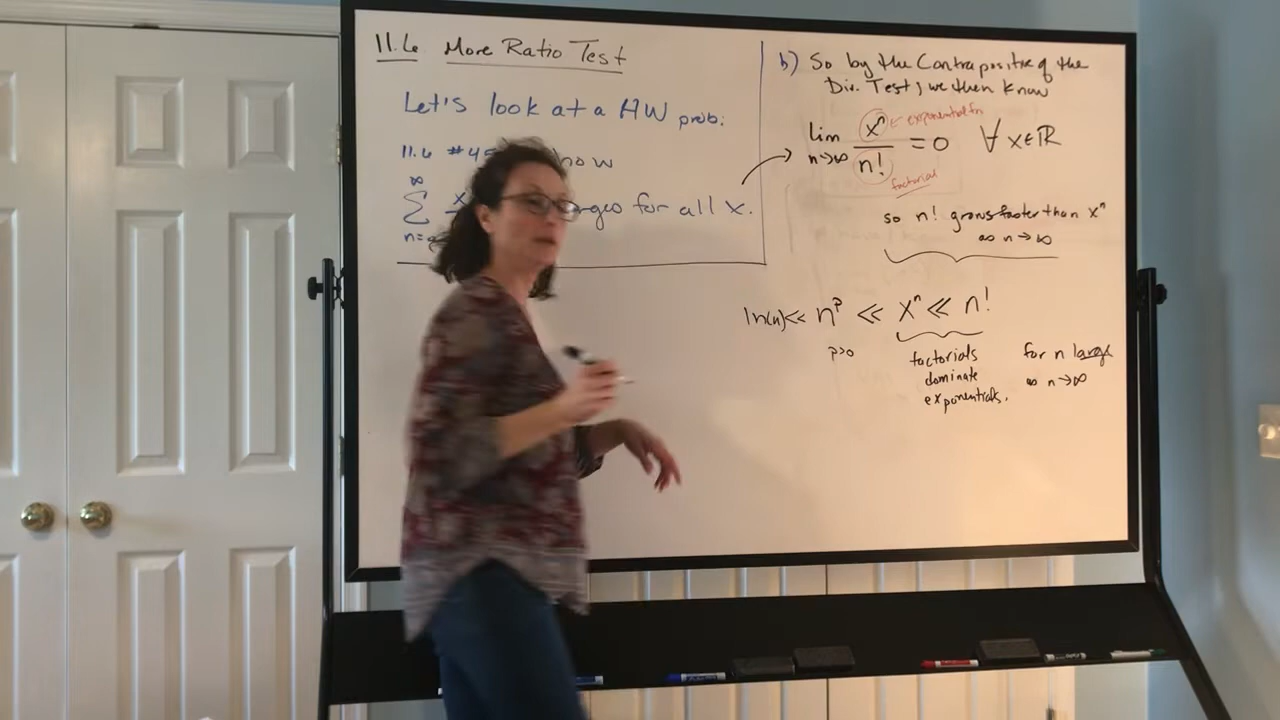 11.6 More Ratio Test
Let's look at a HW prob:
11.6 #45
∞
Σ x
n=
for all x.
b) So by the Contrapositive of the
Div. Test, we then know
lim xⁿ/n! = 0 ∀ x∈ℝ
n→∞
← exponential fn
factorial
so n! grows faster than xⁿ
as n→∞
ln(n) << nᵖ << xⁿ << n!
p>0
factorials
dominate
exponentials.
for n large
as n→∞